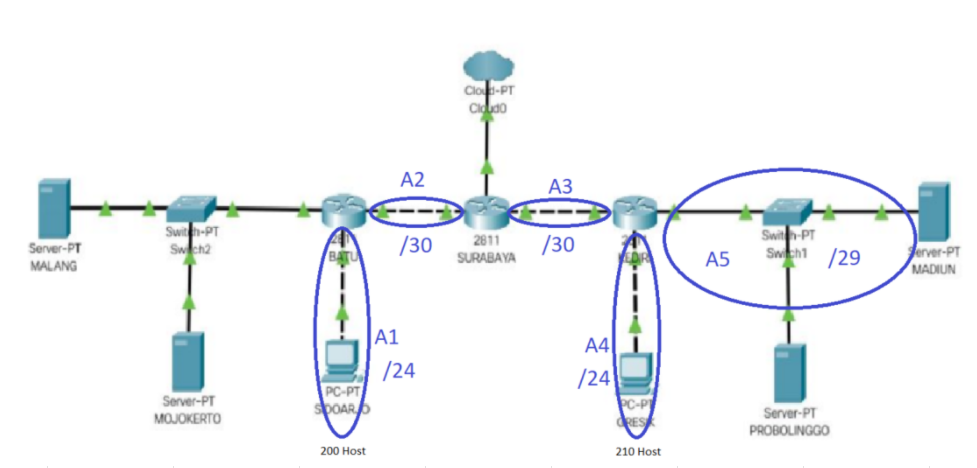 Cloud-PT
Cloud0
A2
A3
/30
/30
Server-PT
MALANG
Switch-PT
Switch2
BATU
2811
SURABAYA
KEDIRI
A5
Switch-PT
Switch1
/29
Server-PT
MADIUN
A1
/24
A4
/24
Server-PT
MOJOKERTO
PC-PT
SIDOARJO
PC-PT
GRESIK
Server-PT
PROBOLINGGO
200 Host
210 Host